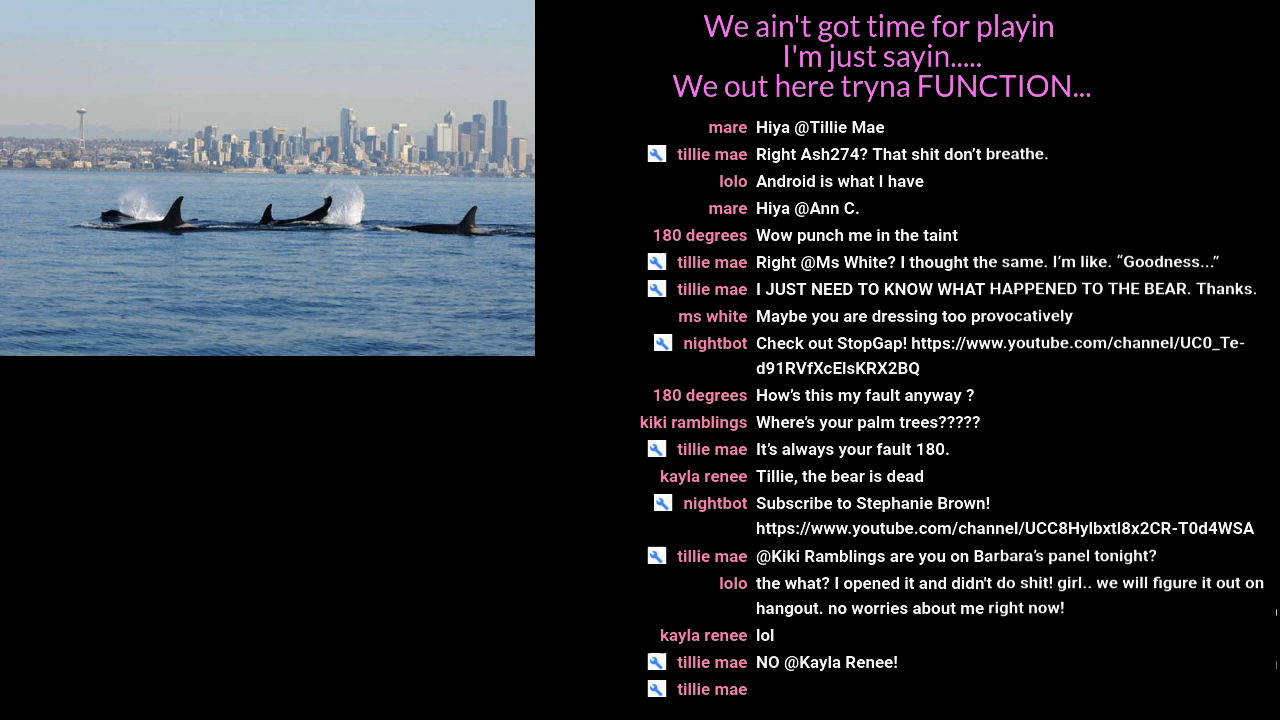 We ain't got time for playin
I'm just sayin.....
We out here tryna FUNCTION...
mare Hiya @Tillie Mae
tillie mae Right Ash274? That shit don’t breathe.
lolo Android is what I have
mare Hiya @Ann C.
180 degrees Wow punch me in the taint
tillie mae Right @Ms White? I thought the same. I’m like. “Goodness...”
tillie mae I JUST NEED TO KNOW WHAT HAPPENED TO THE BEAR. Thanks.
ms white Maybe you are dressing too provocatively
nightbot Check out StopGap! https://www.youtube.com/channel/UC0_Te-
d91RVfXcElsKRX2BQ
180 degrees How’s this my fault anyway ?
kiki ramblings Where’s your palm trees?????
tillie mae It’s always your fault 180.
kayla renee Tillie, the bear is dead
nightbot Subscribe to Stephanie Brown!
https://www.youtube.com/channel/UCC8Hylbxtl8x2CR-T0d4WSA
tillie mae @Kiki Ramblings are you on Barbara’s panel tonight?
lolo the what? I opened it and didn't do shit! girl.. we will figure it out on
hangout. no worries about me right now!
kayla renee lol
tillie mae NO @Kayla Renee!
tillie mae